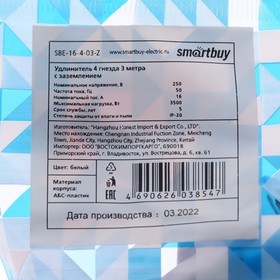 SBE-16-4-03-Z
www.smartbuy-electric.ru
smartbuy
Удлинитель 4 гнезда 3 метра
с заземлением
Номинальное напряжение, В 250
Частота тока, Гц 50
Номинальный ток, А 16
Максимальная нагрузка, Вт 3500
Срок службы, лет 5
Степень защиты от влаги и пыли IP-20
Изготовитель: "Hangzhou Honest Import & Export Co., LTD".
Местонахождение: Chengnan Industrial Fuction Zone, Meicheng
Town, Jiande City, Hangzhou City, Zhejiang Province, Китай
Импортер: ООО "ВОСТОКИМПОРТКАРГО", 690018
Приморский край, г. Владивосток, ул. Вострецова, д. 6, кв. 61
Цвет: белый
Материал
корпуса:
АБС-пластик
4 690626 038547
Дата производства : 03.2022